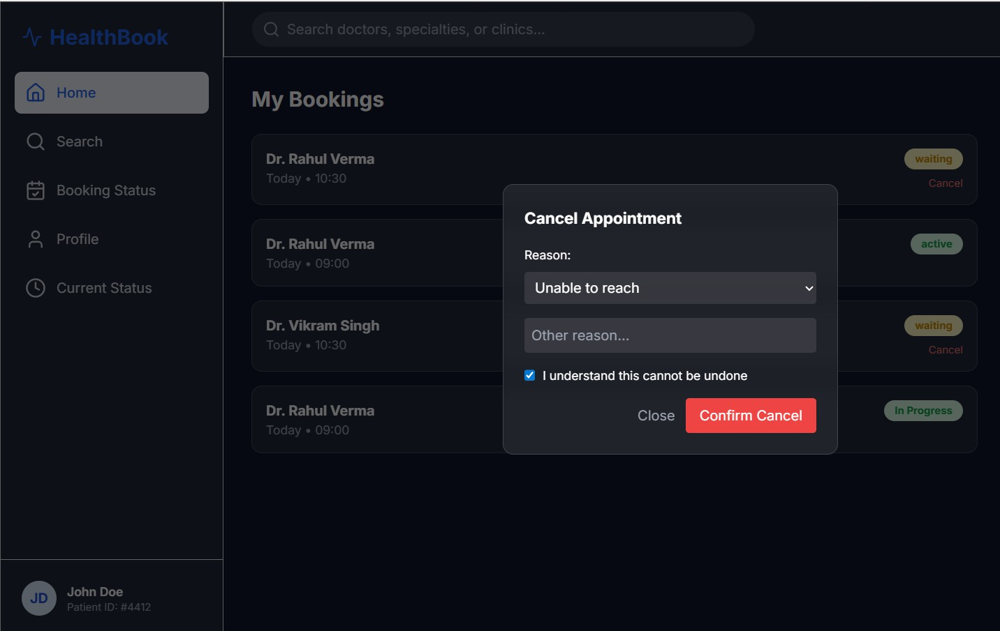 HealthBook
Search doctors, specialties, or clinics...
Home
Search
Booking Status
Profile
Current Status
My Bookings
Dr. Rahul Verma
Today • 10:30
waiting
Cancel
Dr. Rahul Verma
Today • 09:00
active
Dr. Vikram Singh
Today • 10:30
waiting
Cancel
Dr. Rahul Verma
Today • 09:00
In Progress
Cancel Appointment
Reason:
Unable to reach
Other reason...
I understand this cannot be undone
Close
Confirm Cancel
JD
John Doe
Patient ID: #4412